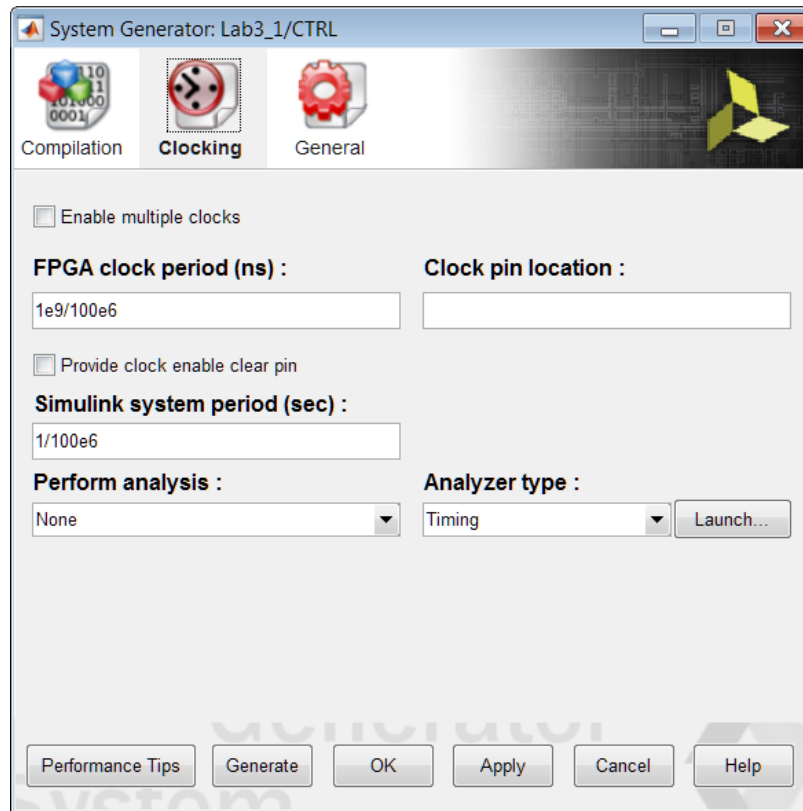 System Generator: Lab3_1/CTRL
Compilation
Clocking
General
Enable multiple clocks
FPGA clock period (ns) :
Clock pin location :
1e9/100e6
Provide clock enable clear pin
Simulink system period (sec) :
1/100e6
Perform analysis :
Analyzer type :
None
Timing
Launch...
Performance Tips
Generate
OK
Apply
Cancel
Help